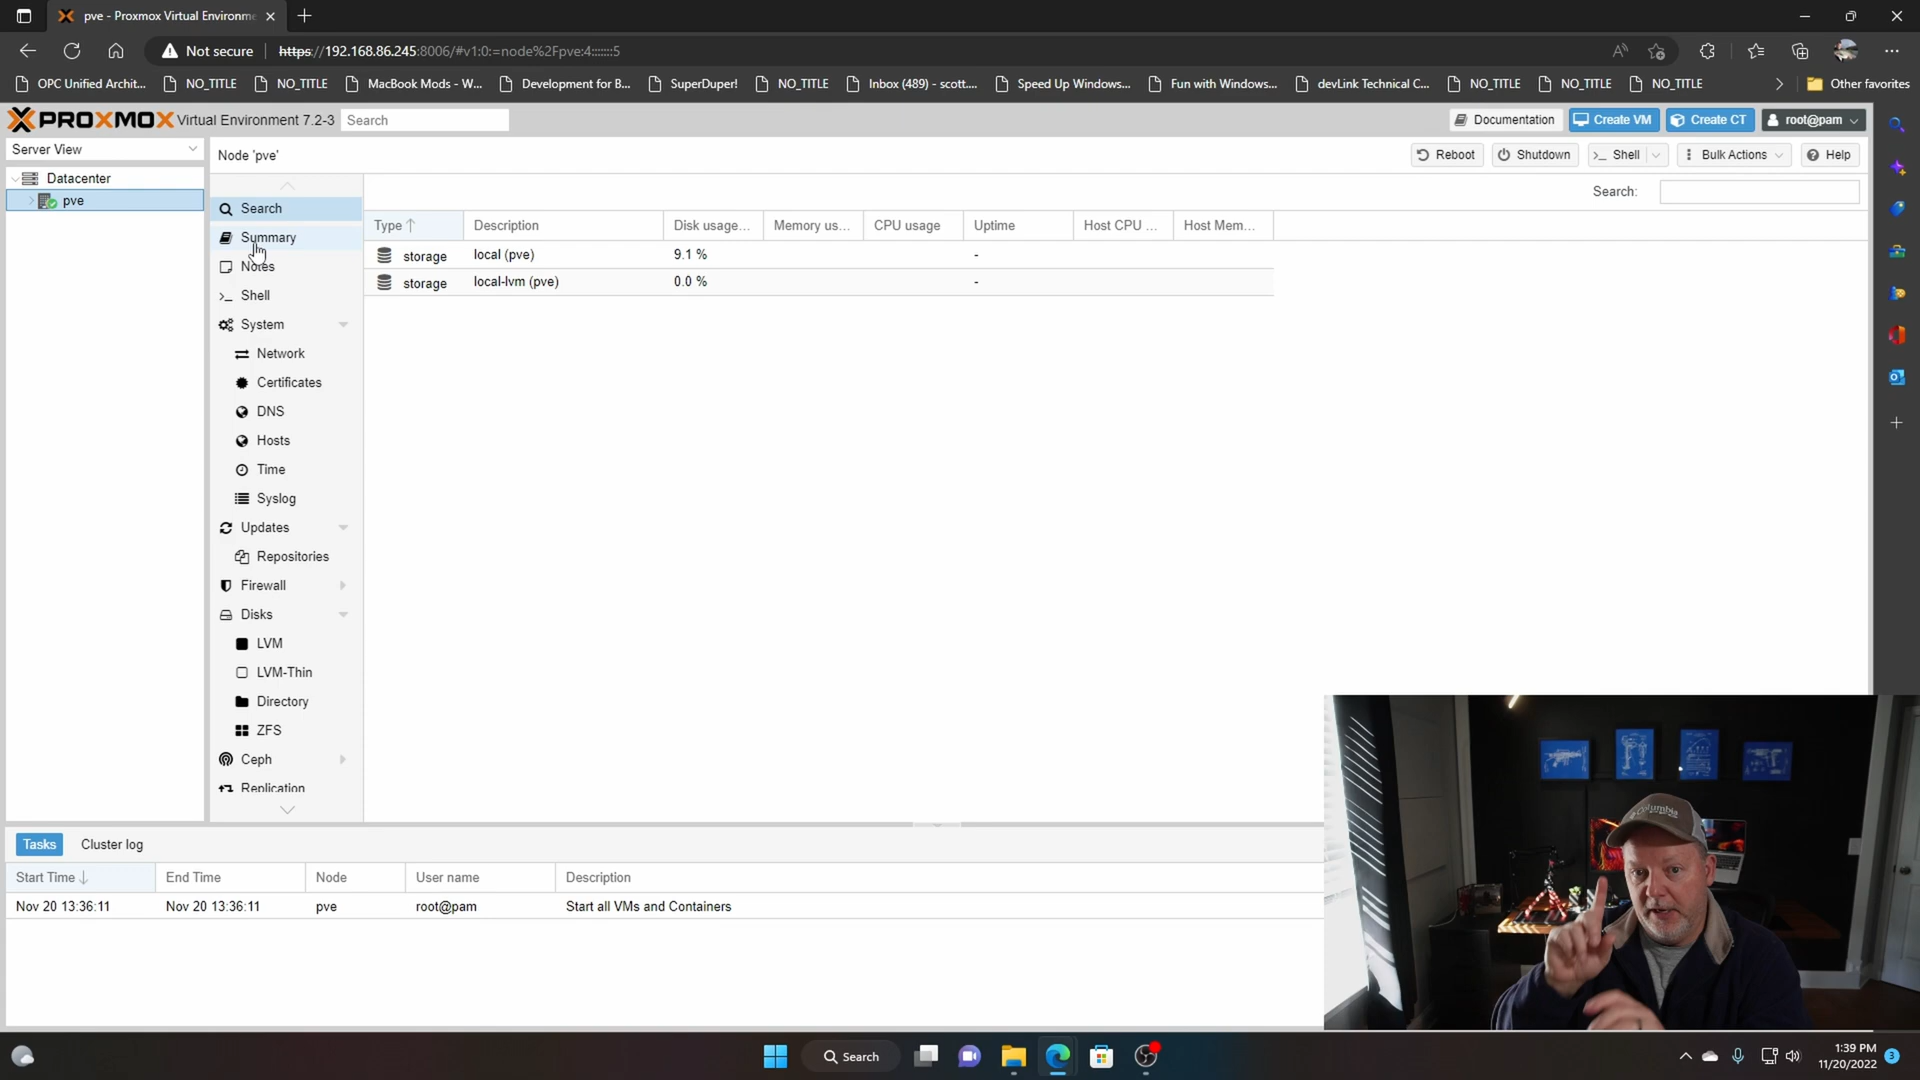 pve - Proxmox Virtual Environme
Not secure
https://192.168.86.245:8006/#v1:0:=node%2Fpve:4:::::::5
OPC Unified Archit...
NO_TITLE
NO_TITLE
MacBook Mods - W...
Development for B...
SuperDuper!
NO_TITLE
Inbox (489) - scott....
Speed Up Windows...
Fun with Windows...
devLink Technical C...
NO_TITLE
NO_TITLE
NO_TITLE
Other favorites
PROXMOX Virtual Environment 7.2-3
Search
Documentation
Create VM
Create CT
root@pam
Server View
Node 'pve'
Reboot
Shutdown
Shell
Bulk Actions
Help
Datacenter
pve
Search
Summary
Notes
Shell
System
Network
Certificates
DNS
Hosts
Time
Syslog
Updates
Repositories
Firewall
Disks
LVM
LVM-Thin
Directory
ZFS
Ceph
Replication
Search:
Type Description Disk usage... Memory us... CPU usage Uptime Host CPU ... Host Mem...
storage local (pve) 9.1 % -
storage local-lvm (pve) 0.0 % -
Tasks
Cluster log
Start Time End Time Node User name Description
Nov 20 13:36:11 Nov 20 13:36:11 pve root@pam Start all VMs and Containers
Columbia
Search
1:39 PM
11/20/2022
3